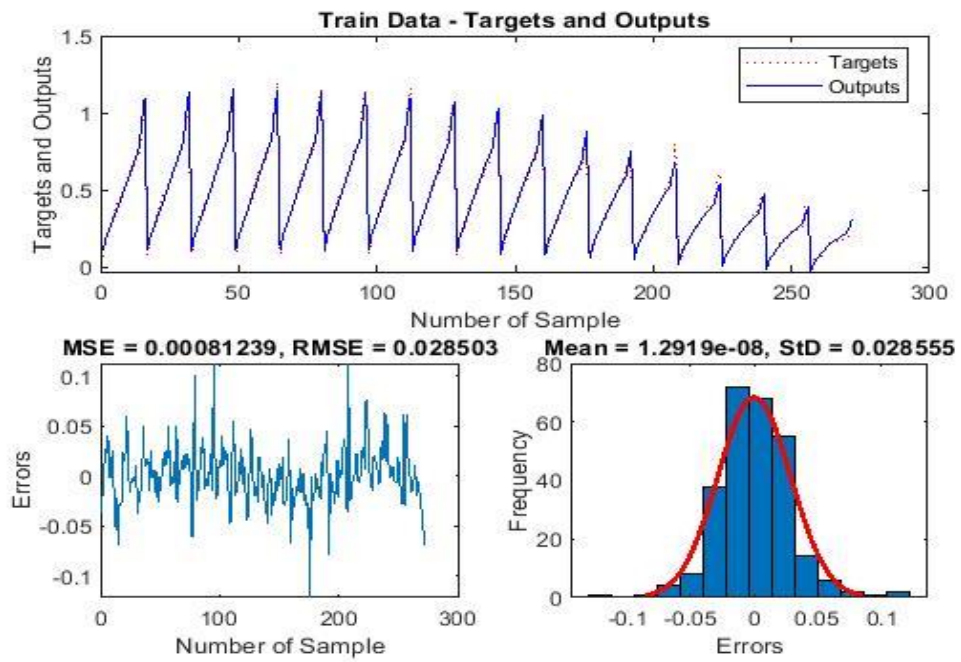 Train Data - Targets and Outputs
Targets and Outputs
1.5
1
0.5
0
Targets
Outputs
0 50 100 150 200 250 300
Number of Sample
MSE = 0.00081239, RMSE = 0.028503
Errors
0.1
0.05
0
-0.05
-0.1
0 100 200 300
Number of Sample
Mean = 1.2919e-08, StD = 0.028555
Frequency
80
60
40
20
0
-0.1 -0.05 0 0.05 0.1
Errors